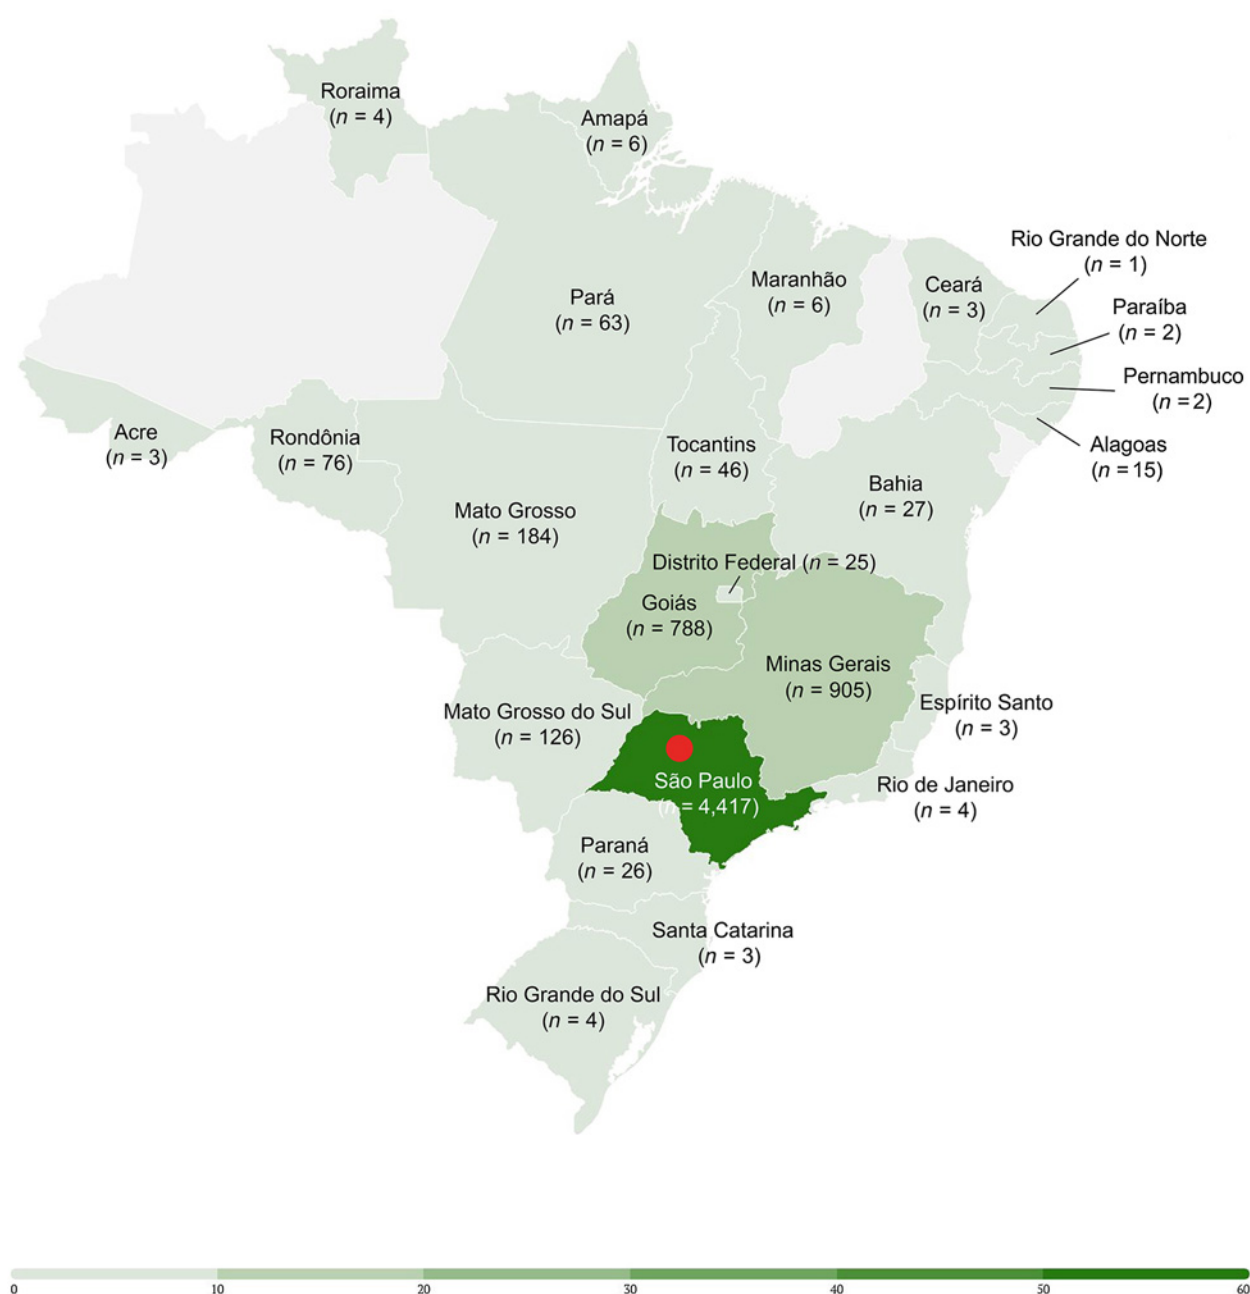 Roraima
(n = 4)
Amapá
(n = 6)
Rio Grande do Norte
(n = 1)
Maranhão
(n = 6)
Ceará
(n = 3)
Pará
(n = 63)
Paraíba
(n = 2)
Pernambuco
(n = 2)
Acre
(n = 3)
Rondônia
(n = 76)
Tocantins
(n = 46)
Alagoas
(n = 15)
Bahia
(n = 27)
Mato Grosso
(n = 184)
Distrito Federal (n = 25)
Goiás
(n = 788)
Minas Gerais
(n = 905)
Mato Grosso do Sul
(n = 126)
Espírito Santo
(n = 3)
São Paulo
(n = 4,417)
Rio de Janeiro
(n = 4)
Paraná
(n = 26)
Santa Catarina
(n = 3)
Rio Grande do Sul
(n = 4)
0 10 20 30 40 50 60